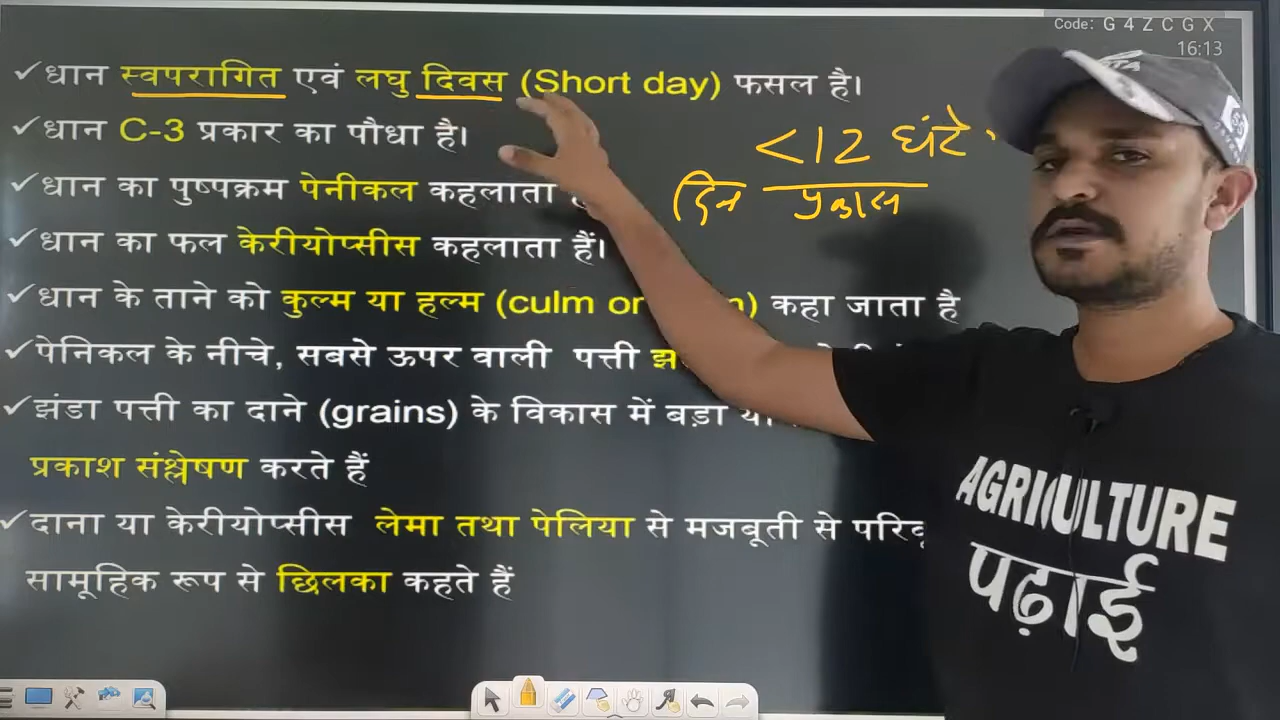 Code: G 4 Z C G X
16:13
✓धान स्वपरागित एवं लघु दिवस (Short day) फसल है।
<12 घंटे
दिन प्रकाश
✓धान C-3 प्रकार का पौधा है।
✓धान का पुष्पक्रम पेनीकल कहलाता
✓धान का फल केरीयोप्सीस कहलाता हैं।
✓धान के ताने को कुल्म या हल्म (culm or कहा जाता है
✓पेनिकल के नीचे, सबसे ऊपर वाली पत्ती
✓झंडा पत्ती का दाने (grains) के विकास में बड़ा
प्रकाश संश्लेषण करते हैं
✓दाना या केरीयोप्सीस लेमा तथा पेलिया से मजबूती से
सामूहिक रूप से छिलका कहते हैं
AGRICULTURE
पढ़ाई